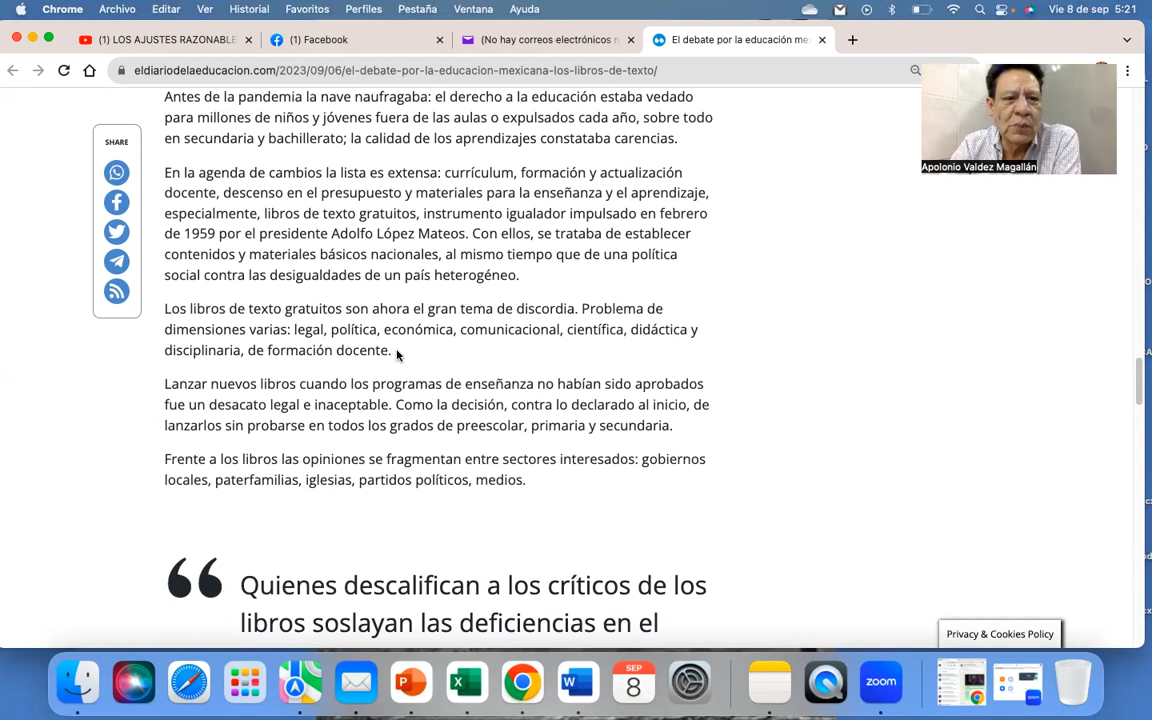 Chrome Archivo Editar Ver Historial Favoritos Perfiles Pestaña Ventana Ayuda Vie 8 de sep 5:21
(1) LOS AJUSTES RAZONABLE (1) Facebook (No hay correos electrónicos n El debate por la educación me
eldiariodelaeducacion.com/2023/09/06/el-debate-por-la-educacion-mexicana-los-libros-de-texto/
Apolonio Valdez Magallán
SHARE
Antes de la pandemia la nave naufragaba: el derecho a la educación estaba vedado
para millones de niños y jóvenes fuera de las aulas o expulsados cada año, sobre todo
en secundaria y bachillerato; la calidad de los aprendizajes constataba carencias.
En la agenda de cambios la lista es extensa: currículum, formación y actualización
docente, descenso en el presupuesto y materiales para la enseñanza y el aprendizaje,
especialmente, libros de texto gratuitos, instrumento igualador impulsado en febrero
de 1959 por el presidente Adolfo López Mateos. Con ellos, se trataba de establecer
contenidos y materiales básicos nacionales, al mismo tiempo que de una política
social contra las desigualdades de un país heterogéneo.
Los libros de texto gratuitos son ahora el gran tema de discordia. Problema de
dimensiones varias: legal, política, económica, comunicacional, científica, didáctica y
disciplinaria, de formación docente.
Lanzar nuevos libros cuando los programas de enseñanza no habían sido aprobados
fue un desacato legal e inaceptable. Como la decisión, contra lo declarado al inicio, de
lanzarlos sin probarse en todos los grados de preescolar, primaria y secundaria.
Frente a los libros las opiniones se fragmentan entre sectores interesados: gobiernos
locales, paterfamilias, iglesias, partidos políticos, medios.
Quienes descalifican a los críticos de los
libros soslayan las deficiencias en el
Privacy & Cookies Policy
SEP
8
zoom